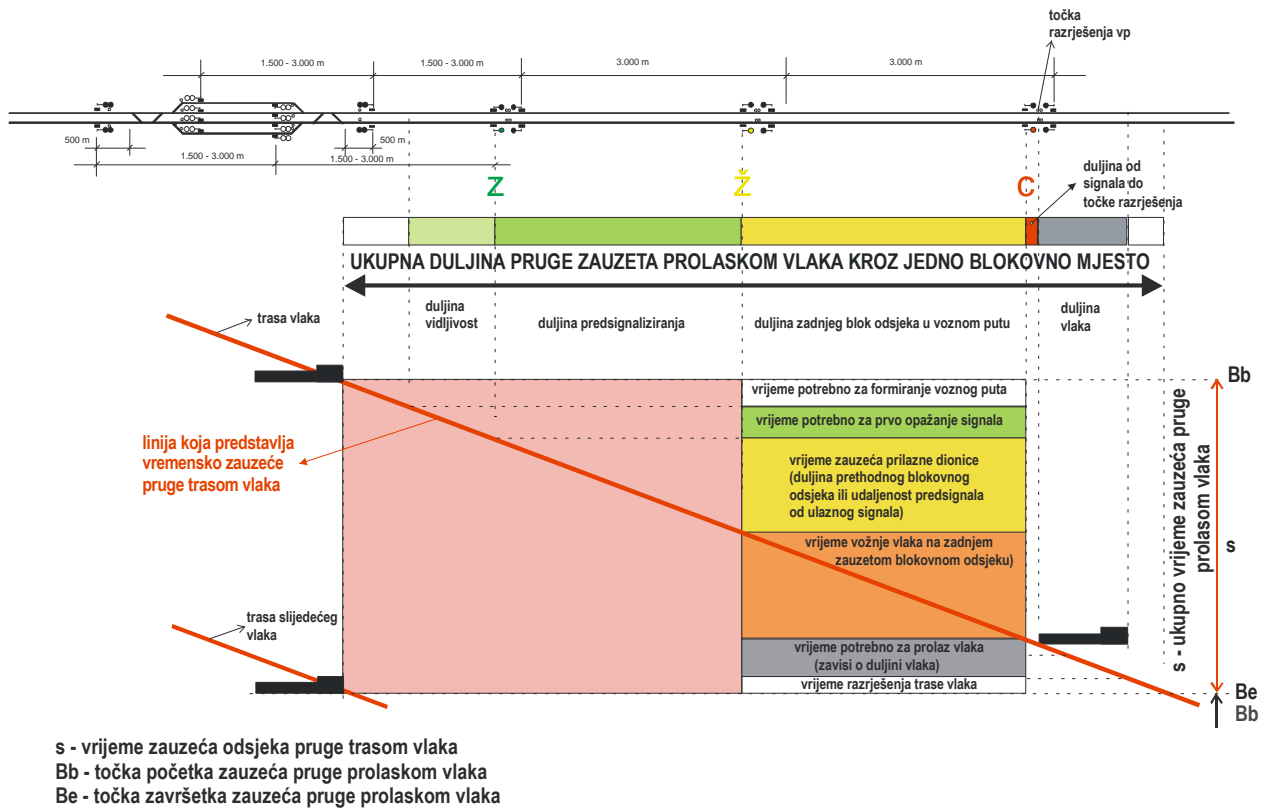 točka
razrješenja vp
1.500 - 3.000 m
1.500 - 3.000 m
3.000 m
3.000 m
500 m
500 m
1.500 - 3.000 m
1.500 - 3.000 m
Z
Ž
C
duljina od
signala do
točke razrješenja
UKUPNA DULJINA PRUGE ZAUZETA PROLASKOM VLAKA KROZ JEDNO BLOKOVNO MJESTO
trasa vlaka
duljina
vidljivost
duljina predsignaliziranja
duljina zadnjeg blok odsjeka u voznom putu
duljina
vlaka
Bb
vrijeme potrebno za formiranje voznog puta
vrijeme potrebno za prvo opažanje signala
linija koja predstavlja
vremensko zauzeće
pruge trasom vlaka
vrijeme zauzeća prilazne dionice
(duljina prethodnog blokovnog
odsjeka ili udaljenost predsignala
od ulaznog signala)
vrijeme vožnje vlaka na zadnjem
zauzetom blokovnom odsjeku)
s - ukupno vrijeme zauzeća pruge
prolasom vlaka
s
trasa slijedećeg
vlaka
vrijeme potrebno za prolaz vlaka
(zavisi o duljini vlaka)
vrijeme razrješenja trase vlaka
Be
Bb
s - vrijeme zauzeća odsjeka pruge trasom vlaka
Bb - točka početka zauzeća pruge prolaskom vlaka
Be - točka završetka zauzeća pruge prolaskom vlaka